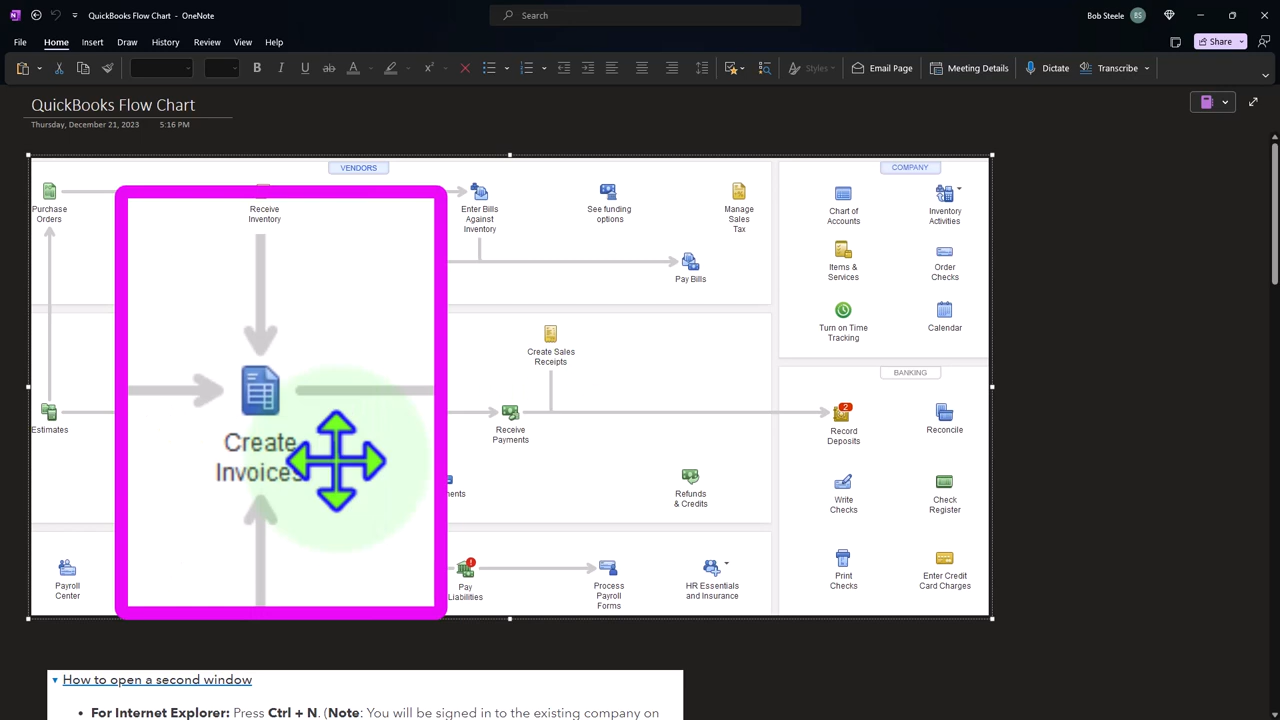 QuickBooks Flow Chart - OneNote
Search
Bob Steele
BS
File Home Insert Draw History Review View Help
Share
B I U ab A x
Styles
Email Page
Meeting Details
Dictate
Transcribe
QuickBooks Flow Chart
Thursday, December 21, 2023 5:16 PM
VENDORS
COMPANY
Purchase
Orders
Receive
Inventory
Enter Bills
Against
Inventory
See funding
options
Manage
Sales
Tax
Chart of
Accounts
Inventory
Activities
Pay Bills
Items &
Services
Order
Checks
Turn on Time
Tracking
Calendar
Create Sales
Receipts
BANKING
Estimates
Create
Invoices
Receive
Payments
2
Record
Deposits
Reconcile
ments
Refunds
& Credits
Write
Checks
Check
Register
Payroll
Center
Pay
Liabilities
Process
Payroll
Forms
HR Essentials
and Insurance
Print
Checks
Enter Credit
Card Charges
How to open a second window
• For Internet Explorer: Press Ctrl + N. (Note: You will be signed in to the existing company on